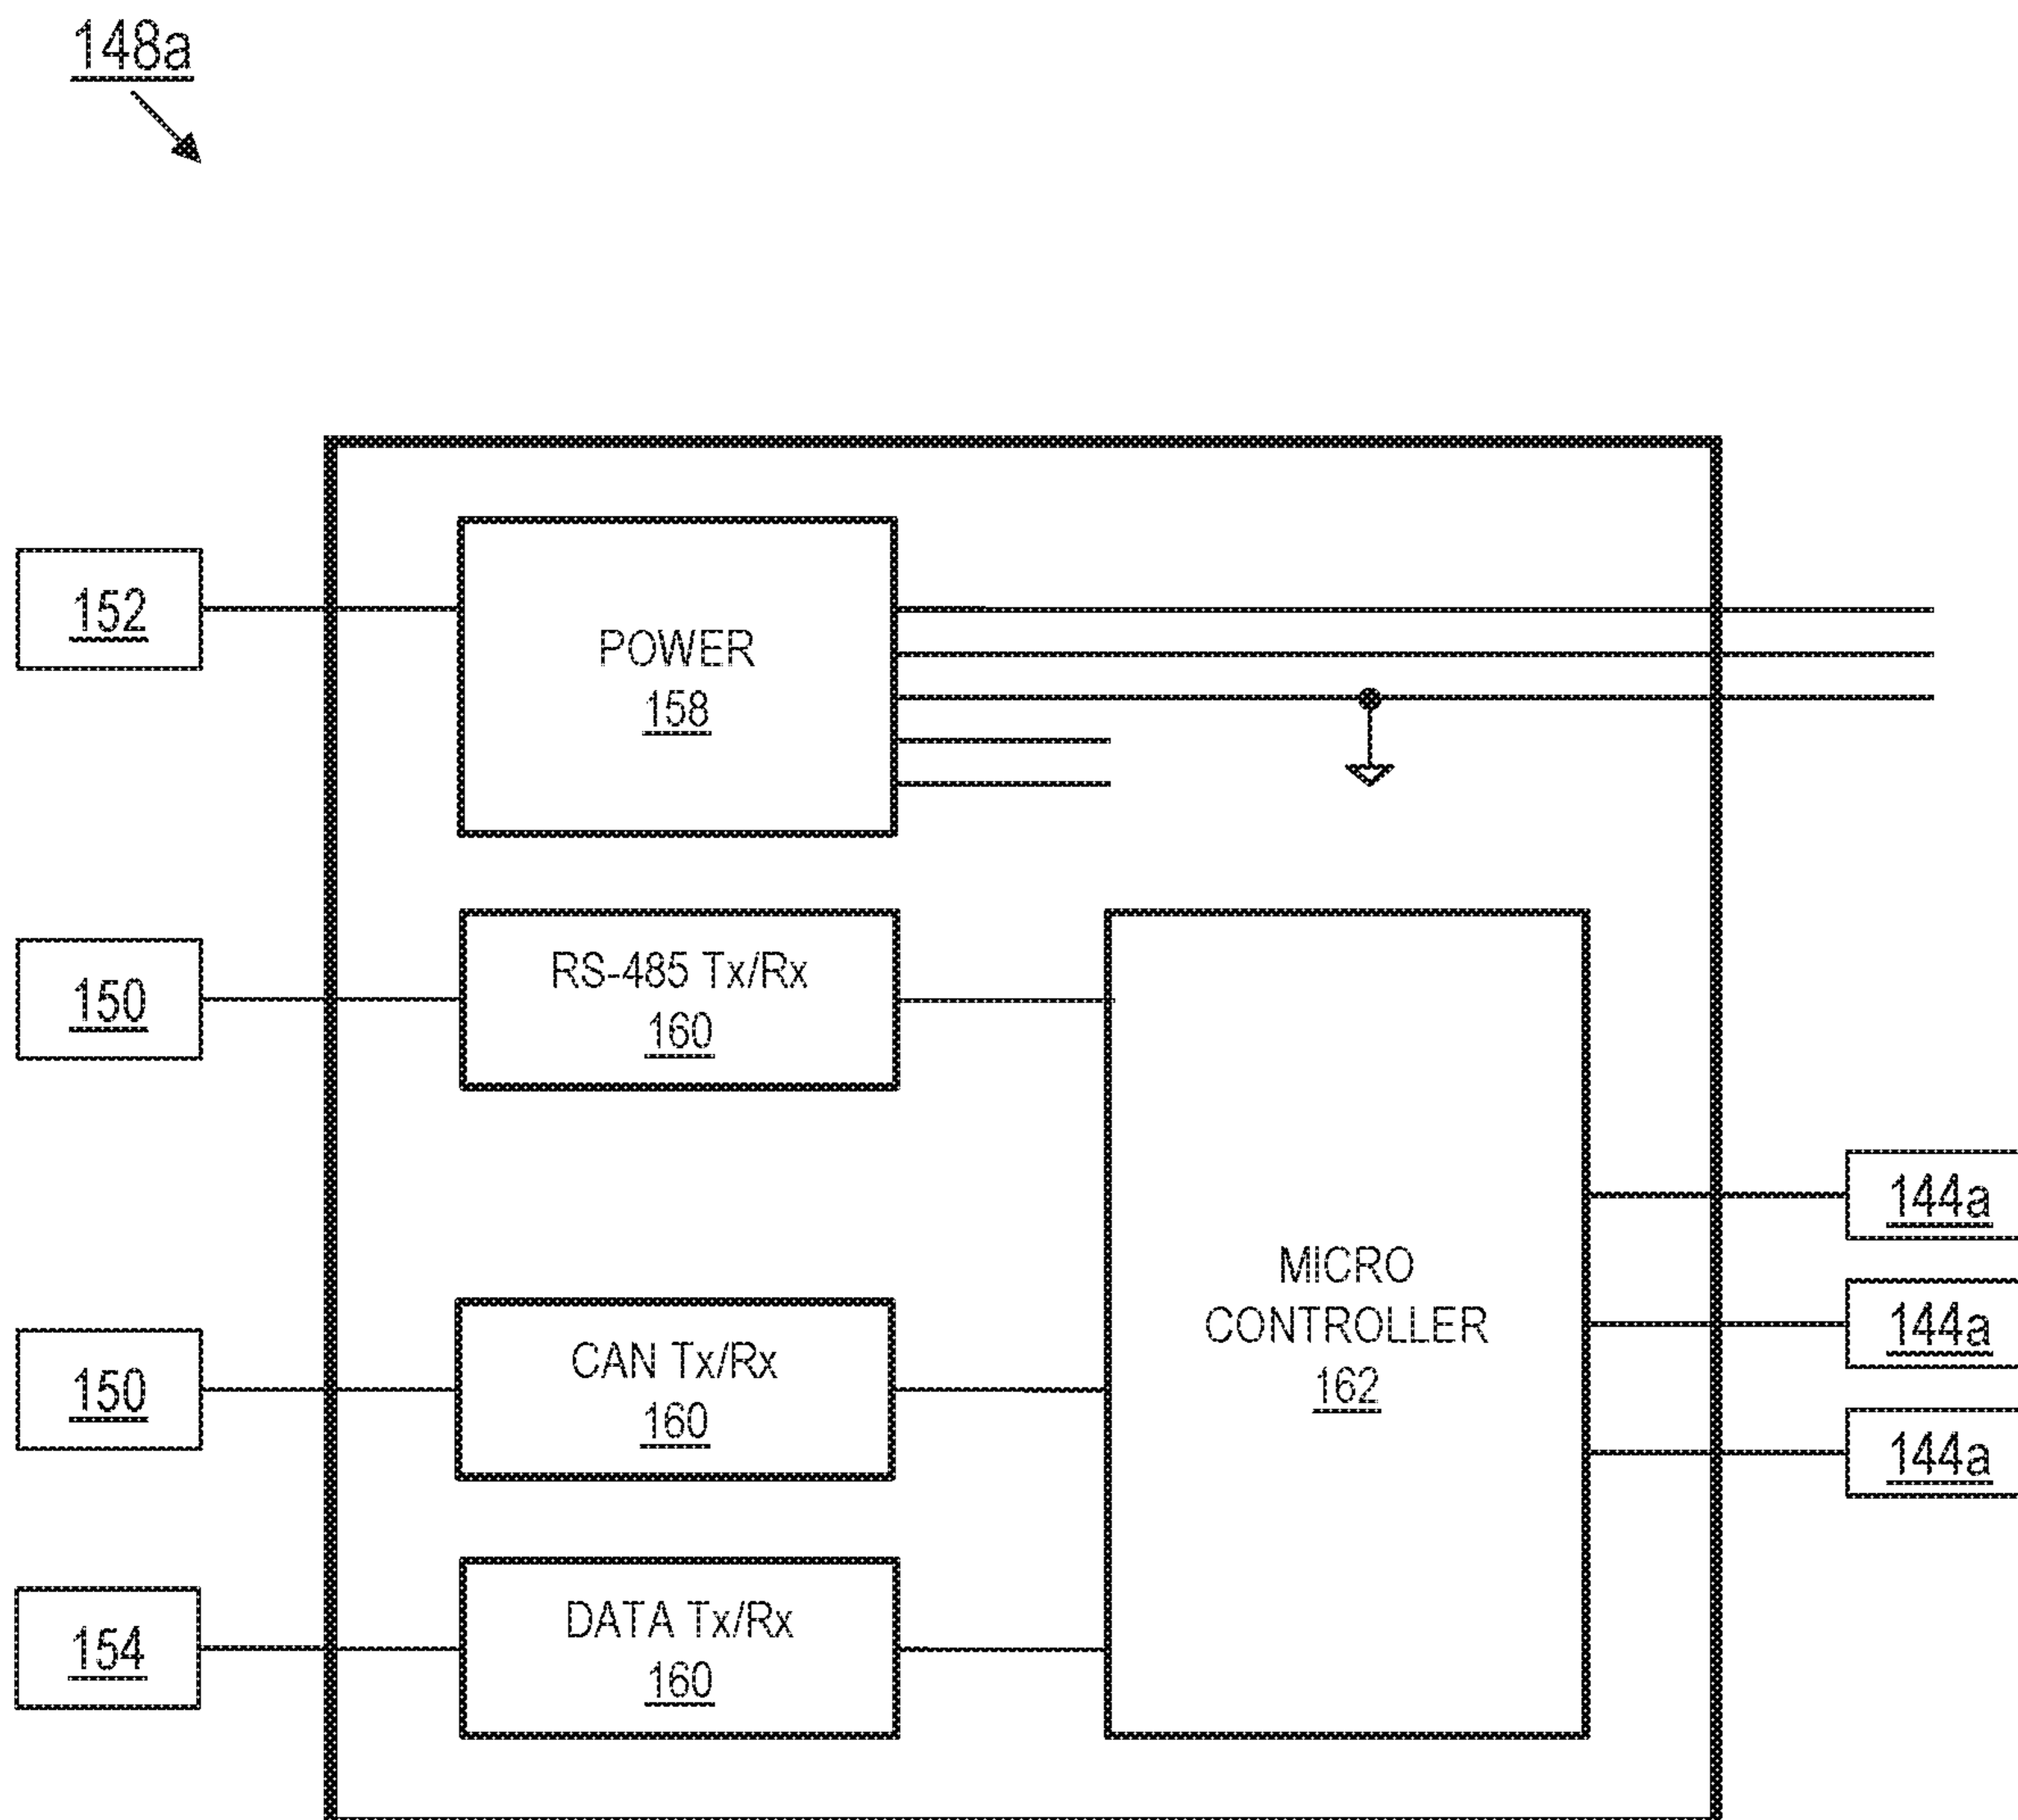 148a
152
POWER
158
150
RS-485 Tx/Rx
160
144a
MICRO
CONTROLLER
162
144a
150
CAN Tx/Rx
160
144a
154
DATA Tx/Rx
160